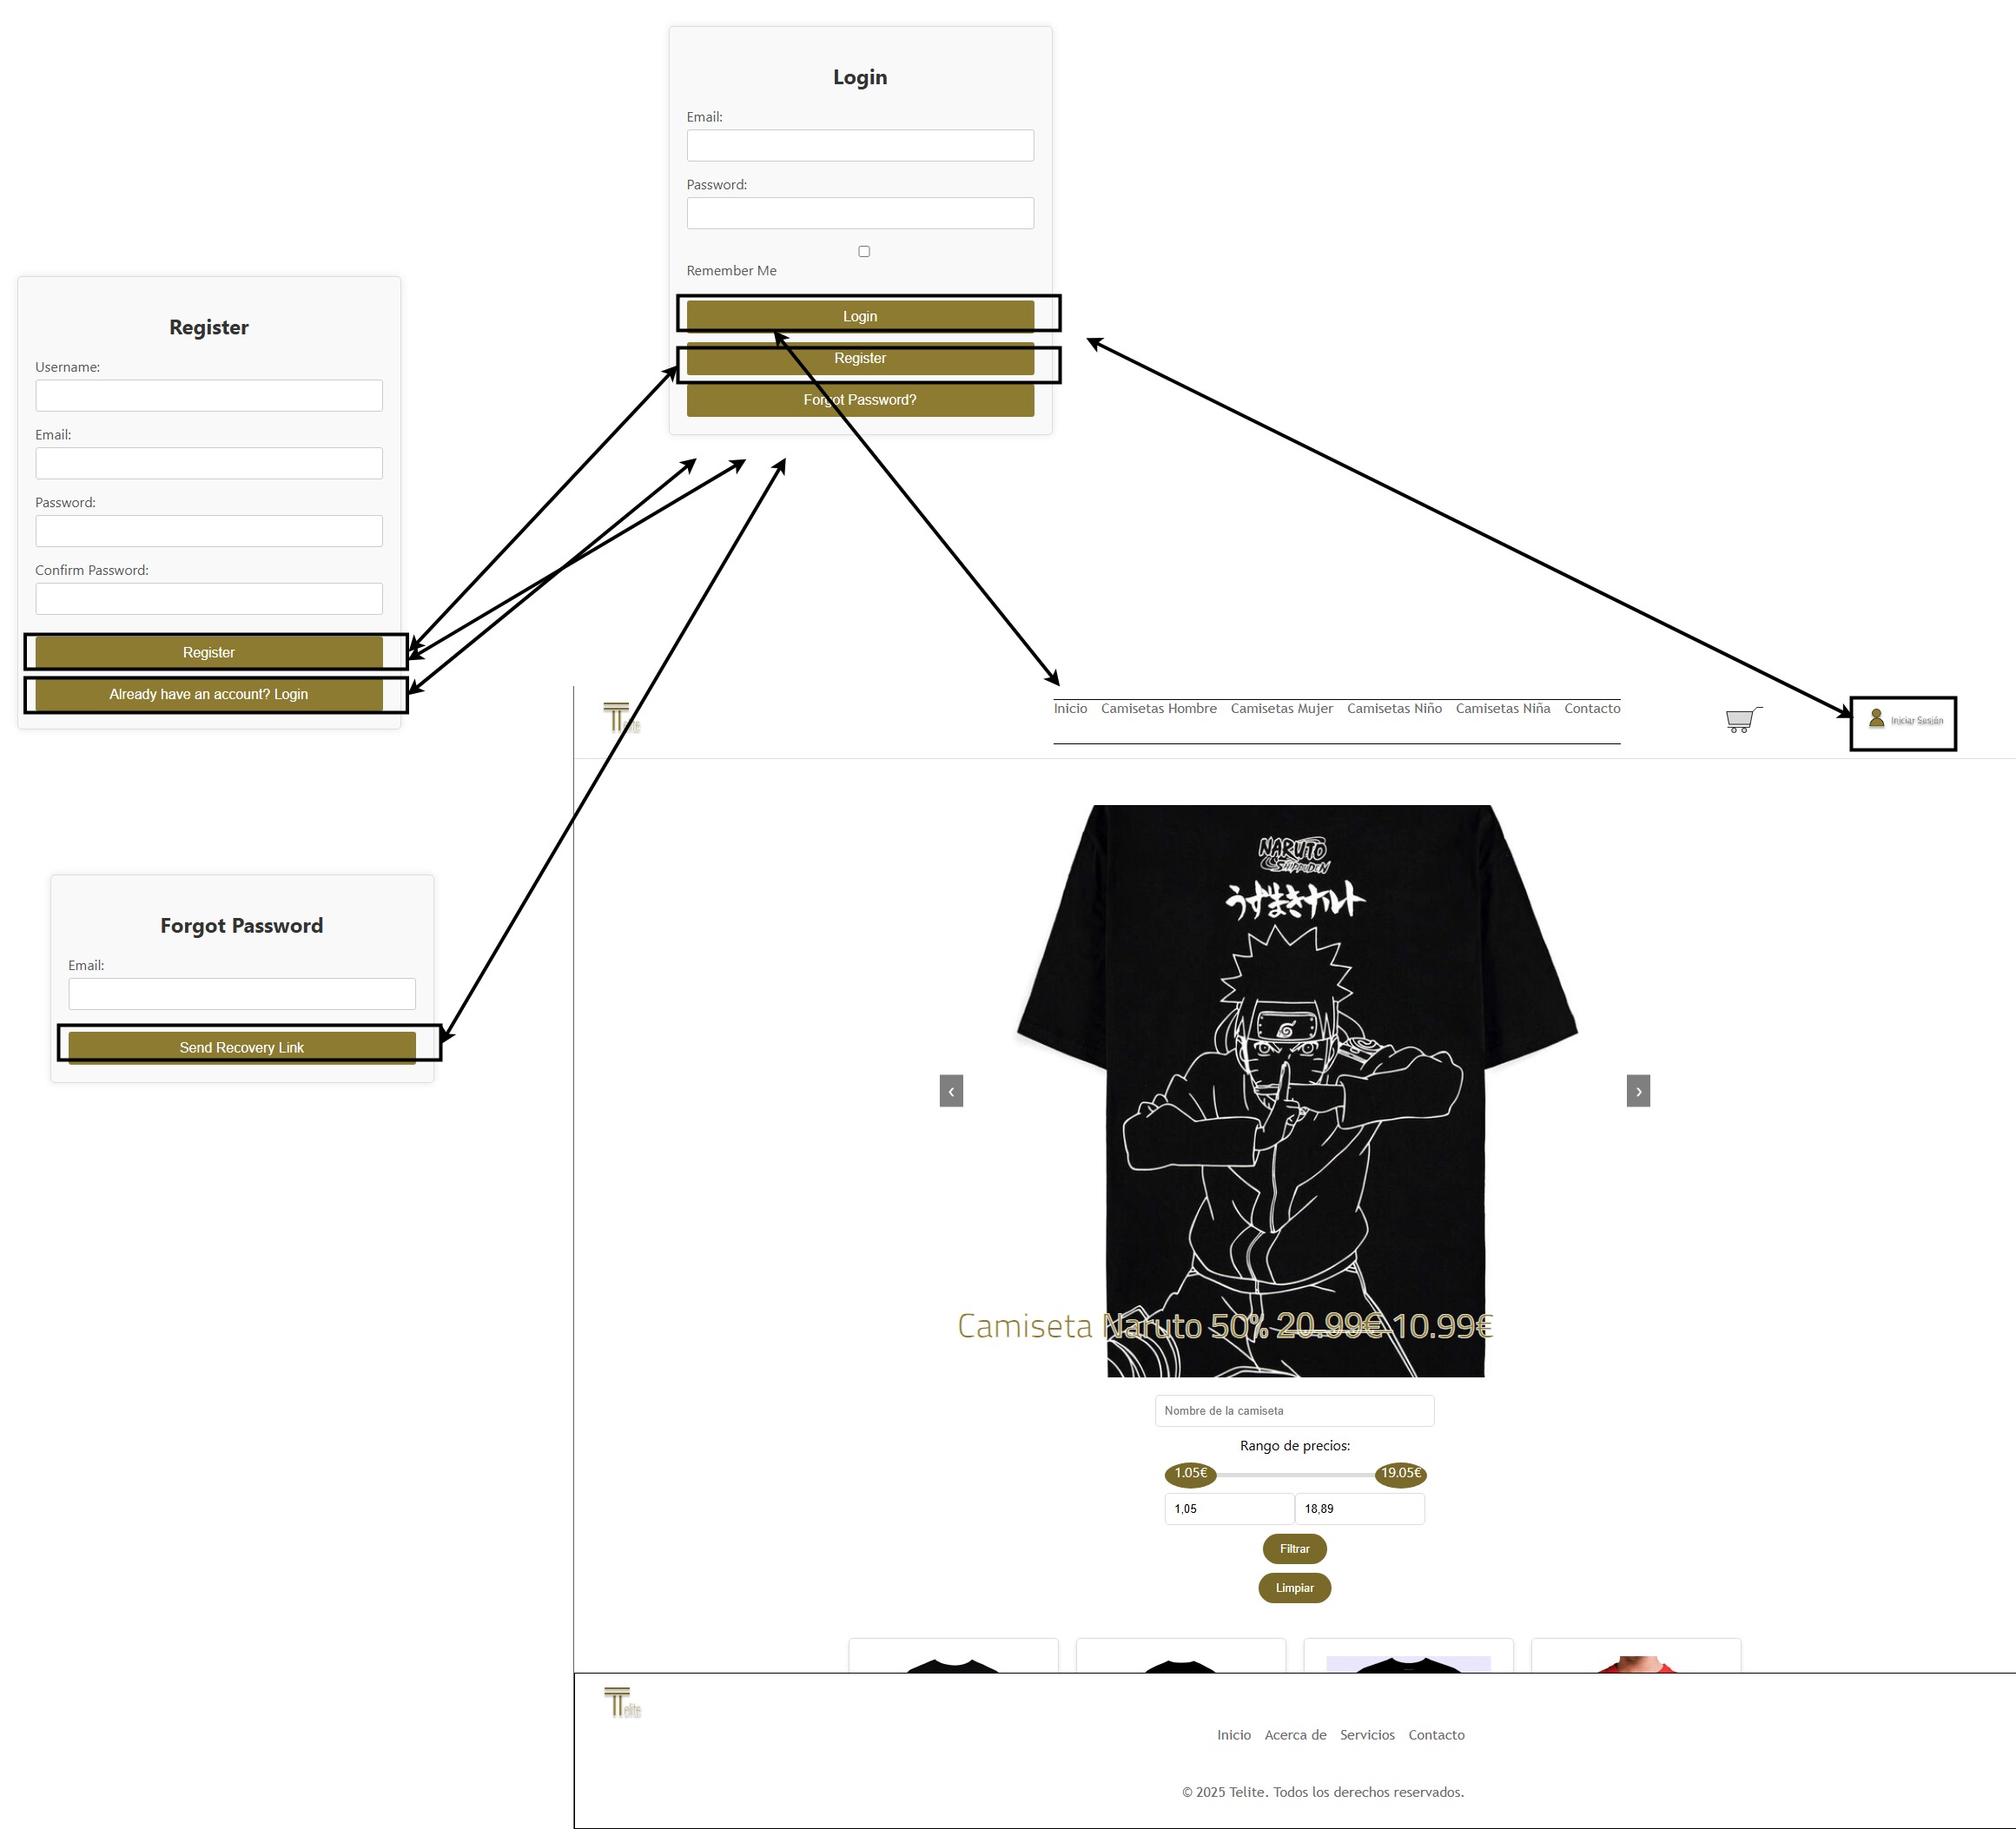 Login
Email:
Password:
Remember Me
Login
Register
Forgot Password?
Register
Username:
Email:
Password:
Confirm Password:
Register
Already have an account? Login
Forgot Password
Email:
Send Recovery Link
Inicio Camisetas Hombre Camisetas Mujer Camisetas Niño Camisetas Niña Contacto
Iniciar Sesión
NARUTO
SHIPPUDEN
うずまきナルト
‹
›
Camiseta Naruto 50% 20.99€ 10.99€
Nombre de la camiseta
Rango de precios:
1.05€ 19.05€
1,05 18,89
Filtrar
Limpiar
Telite
Inicio Acerca de Servicios Contacto
© 2025 Telite. Todos los derechos reservados.